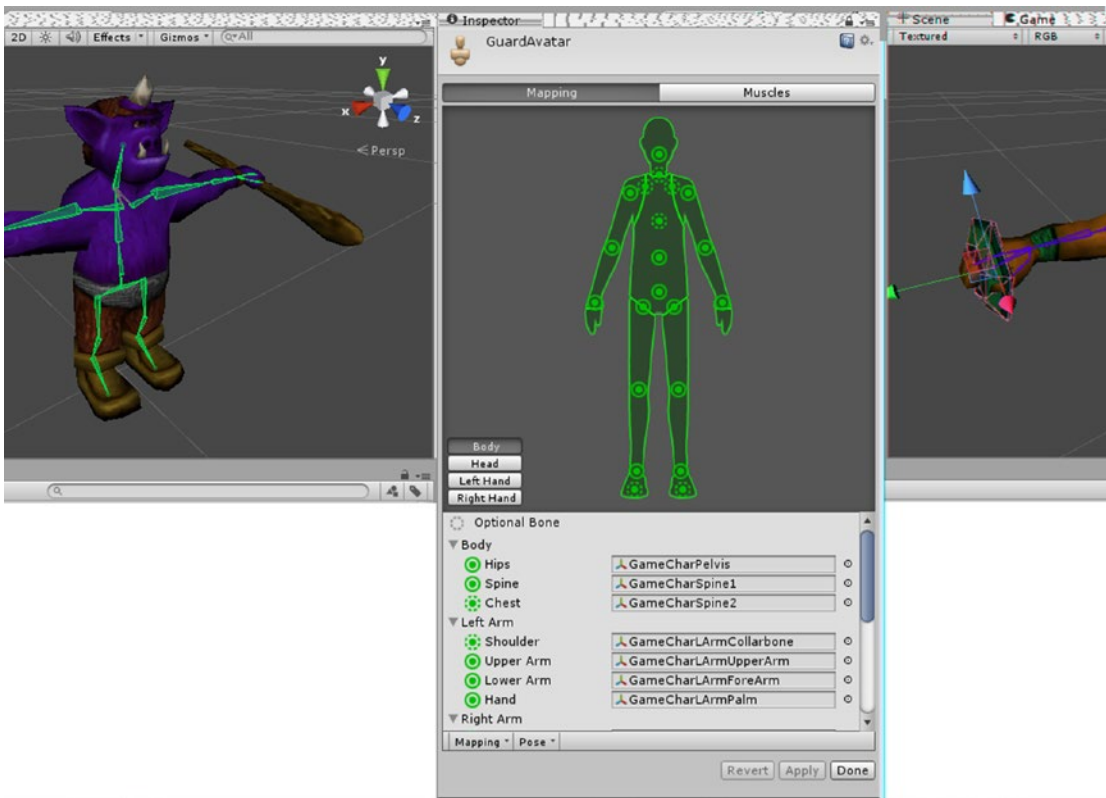 2D Effects Gizmos All
y
x
z
Persp
Inspector
GuardAvatar
Mapping Muscles
Body
Head
Left Hand
Right Hand
Optional Bone
Body
Hips GameCharPelvis
Spine GameCharSpine1
Chest GameCharSpine2
Left Arm
Shoulder GameCharLArmCollarbone
Upper Arm GameCharLArmUpperArm
Lower Arm GameCharLArmForeArm
Hand GameCharLArmPalm
Right Arm
Mapping Pose
Revert Apply Done
Scene Game
Textured RGB